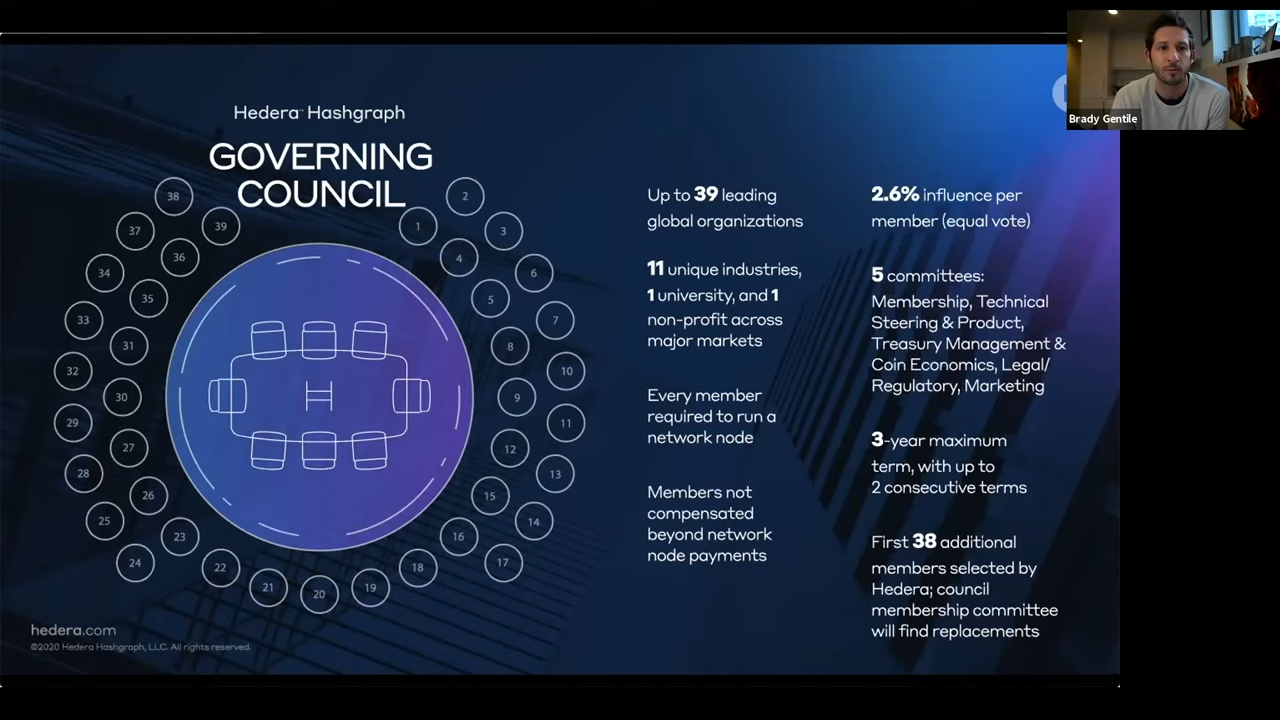 Hedera Hashgraph
GOVERNING
COUNCIL
38
2
39
1
37
3
36
4
34
6
35
5
33
7
31
8
32
10
30
9
29
11
27
12
28
13
26
15
25
14
23
16
24
17
22
18
21
19
20
Up to 39 leading
global organizations
11 unique industries,
1 university, and 1
non-profit across
major markets
Every member
required to run a
network node
Members not
compensated
beyond network
node payments
2.6% influence per
member (equal vote)
5 committees:
Membership, Technical
Steering & Product,
Treasury Management &
Coin Economics, Legal/
Regulatory, Marketing
3-year maximum
term, with up to
2 consecutive terms
First 38 additional
members selected by
Hedera; council
membership committee
will find replacements
hedera.com
©2020 Hedera Hashgraph, LLC. All rights reserved.
Brady Gentile